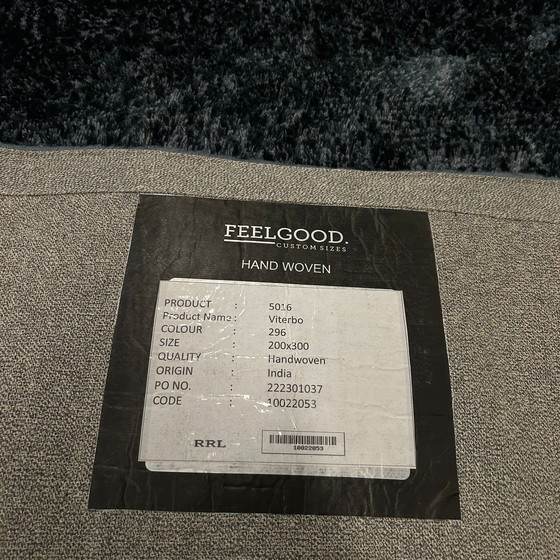 FEELGOOD.
CUSTOM SIZES
HAND WOVEN
PRODUCT : 5016
Product Name : Viterbo
COLOUR : 296
SIZE : 200x300
QUALITY : Handwoven
ORIGIN : India
PO NO. : 222301037
CODE : 10022053
RRL
10022053